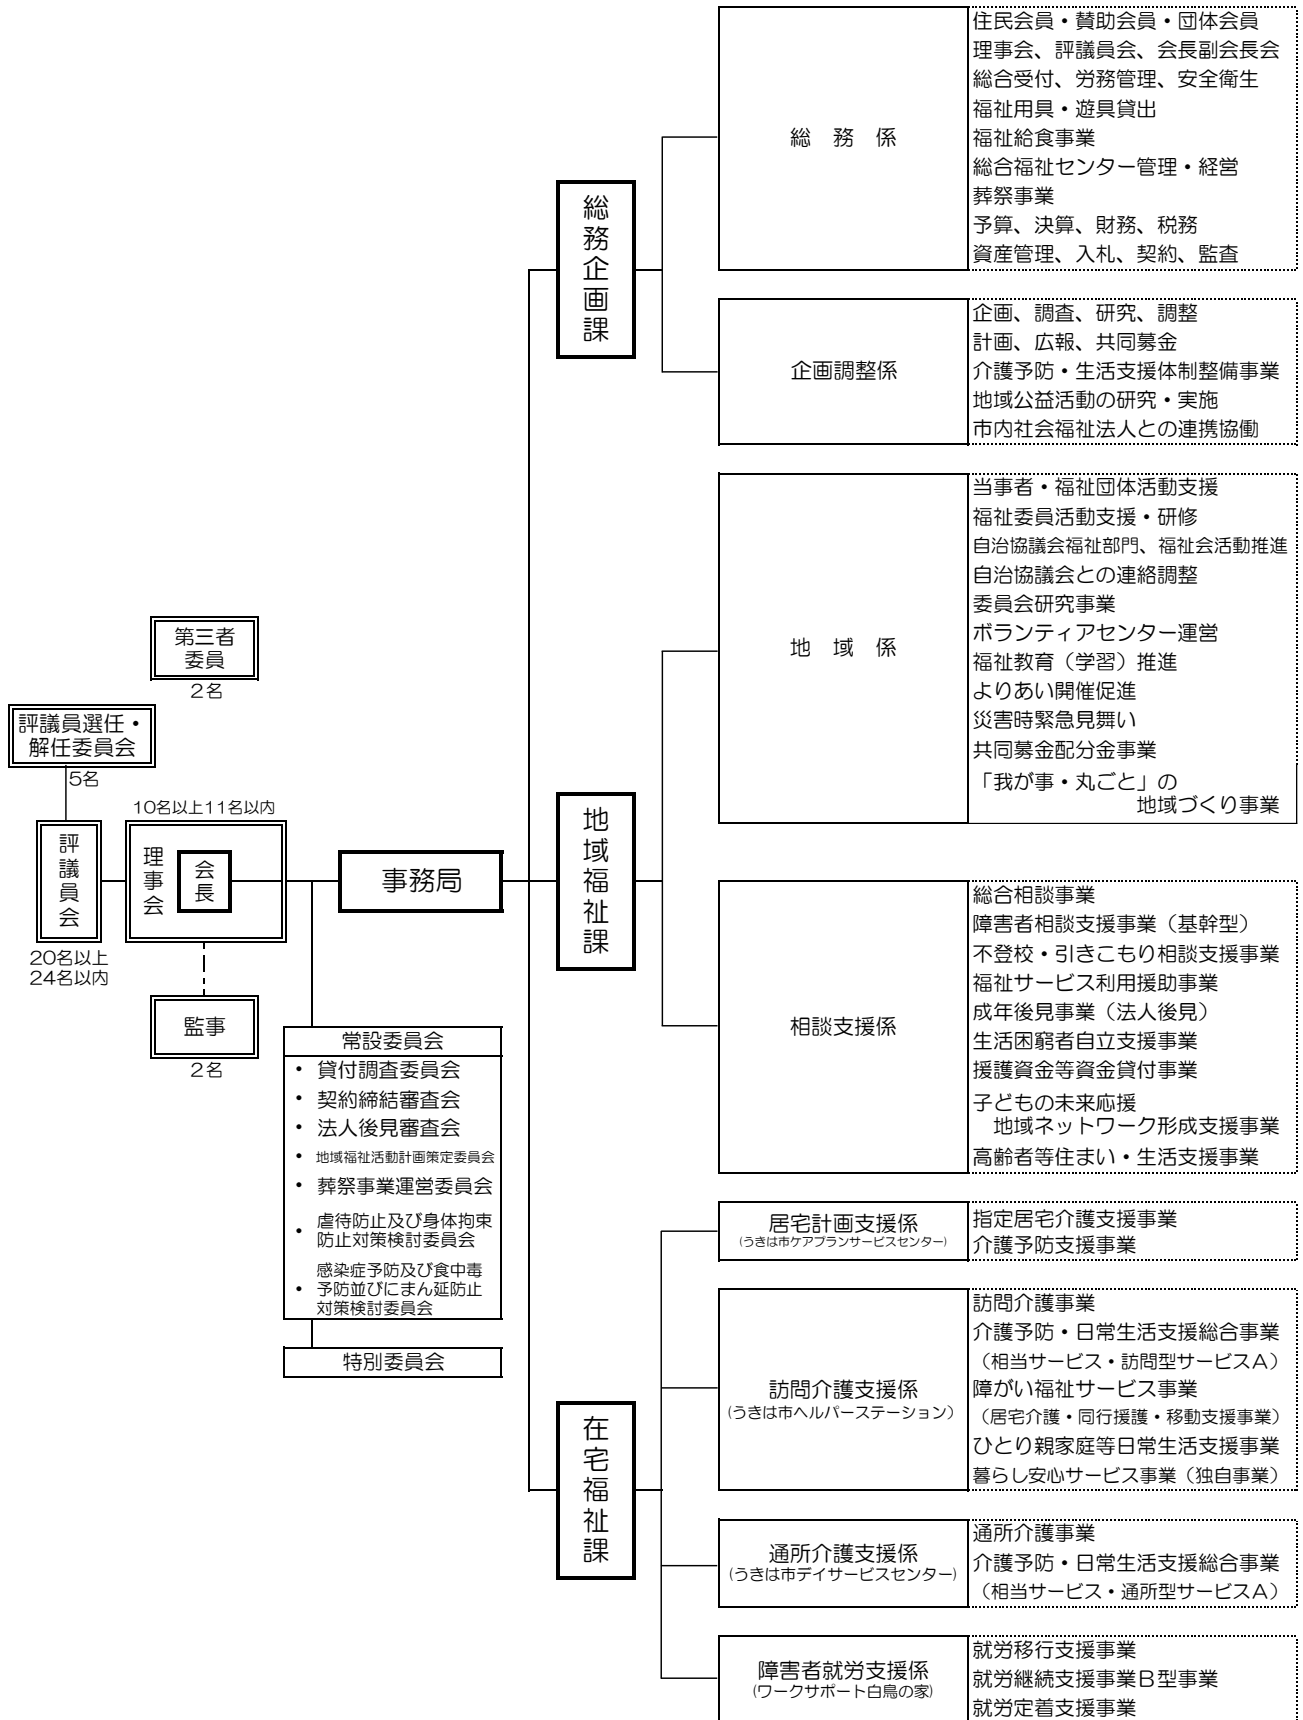 第三者
委員
2名
評議員選任・
解任委員会
5名
評議員会
20名以上
24名以内
10名以上11名以内
理事会
会長
監事
2名
事務局
常設委員会
・ 貸付調査委員会
・ 契約締結審査会
・ 法人後見審査会
・ 地域福祉活動計画策定委員会
・ 葬祭事業運営委員会
・ 虐待防止及び身体拘束
防止対策検討委員会
・ 感染症予防及び食中毒
予防並びにまん延防止
対策検討委員会
特別委員会
総務企画課
総　務　係
住民会員・賛助会員・団体会員
理事会、評議員会、会長副会長会
総合受付、労務管理、安全衛生
福祉用具・遊具貸出
福祉給食事業
総合福祉センター管理・経営
葬祭事業
予算、決算、財務、税務
資産管理、入札、契約、監査
企画調整係
企画、調査、研究、調整
計画、広報、共同募金
介護予防・生活支援体制整備事業
地域公益活動の研究・実施
市内社会福祉法人との連携協働
地域福祉課
地　域　係
当事者・福祉団体活動支援
福祉委員活動支援・研修
自治協議会福祉部門、福祉会活動推進
自治協議会との連絡調整
委員会研究事業
ボランティアセンター運営
福祉教育（学習）推進
よりあい開催促進
災害時緊急見舞い
共同募金配分金事業
「我が事・丸ごと」の
地域づくり事業
相談支援係
総合相談事業
障害者相談支援事業（基幹型）
不登校・引きこもり相談支援事業
福祉サービス利用援助事業
成年後見事業（法人後見）
生活困窮者自立支援事業
援護資金等資金貸付事業
子どもの未来応援
地域ネットワーク形成支援事業
高齢者等住まい・生活支援事業
在宅福祉課
居宅計画支援係
(うきは市ケアプランサービスセンター)
指定居宅介護支援事業
介護予防支援事業
訪問介護支援係
(うきは市ヘルパーステーション)
訪問介護事業
介護予防・日常生活支援総合事業
（相当サービス・訪問型サービスA）
障がい福祉サービス事業
（居宅介護・同行援護・移動支援事業）
ひとり親家庭等日常生活支援事業
暮らし安心サービス事業（独自事業）
通所介護支援係
(うきは市デイサービスセンター)
通所介護事業
介護予防・日常生活支援総合事業
（相当サービス・通所型サービスA）
障害者就労支援係
(ワークサポート白鳥の家)
就労移行支援事業
就労継続支援事業B型事業
就労定着支援事業